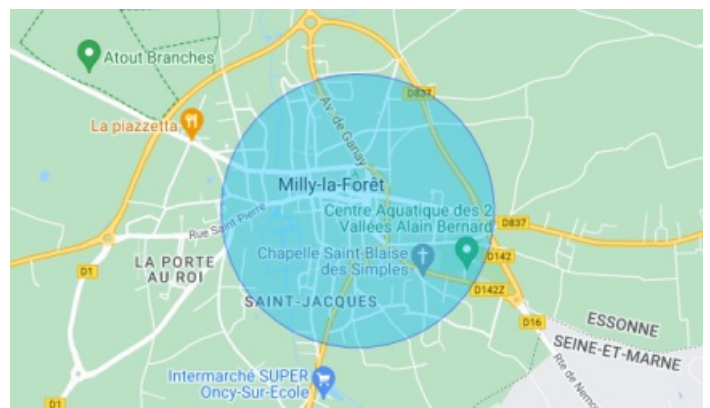 Atout Branches
D837
La piazzetta
Av. de Ganay
Milly-la-Forêt
Centre Aquatique des 2
Vallées Alain Bernard
Rue Saint Pierre
D837
Chapelle Saint Blaise
des Simples
D142
LA PORTE
AU ROI
D1
D142Z
SAINT-JACQUES
D16
ESSONNE
SEINE-ET-MARNE
Intermarché SUPER
Oncy-Sur-Ecole
Rte de Nemo
D1